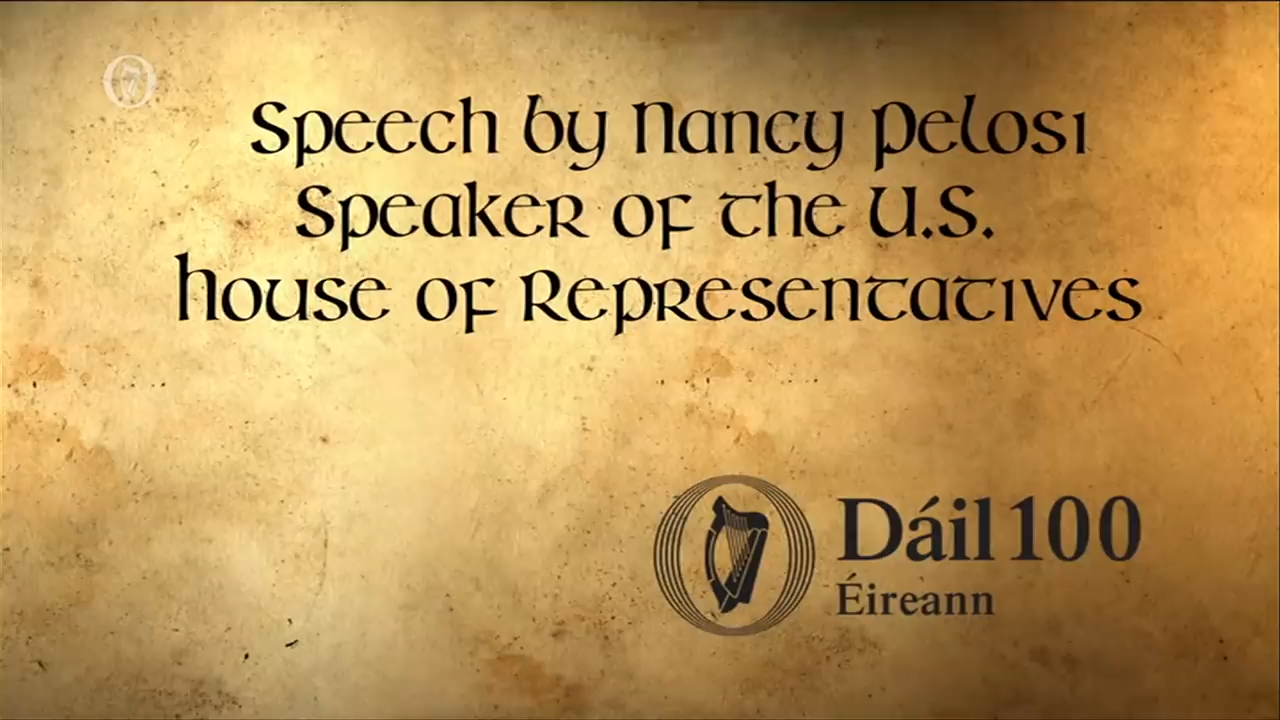 Speech by Nancy Pelosi
Speaker of the U.S.
House of Representatives
Dáil 100
Éireann